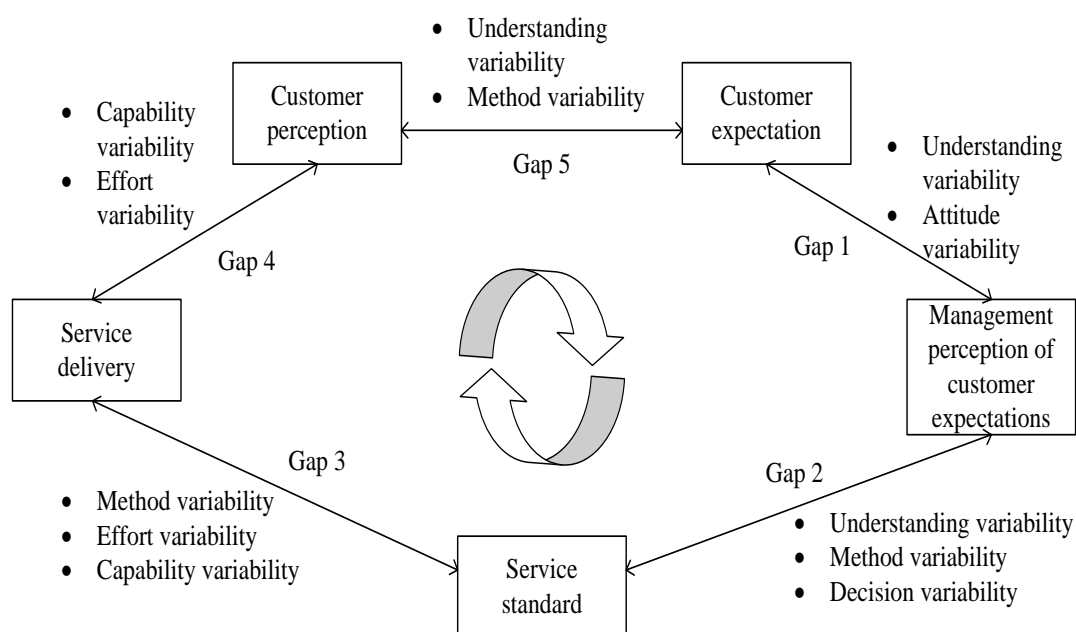 • Understanding
variability
• Method variability
Customer
perception
Customer
expectation
Gap 5
• Capability
variability
• Effort
variability
Gap 4
• Understanding
variability
• Attitude
variability
Gap 1
Service
delivery
Management
perception of
customer
expectations
Gap 3
• Method variability
• Effort variability
• Capability variability
Gap 2
• Understanding variability
• Method variability
• Decision variability
Service
standard